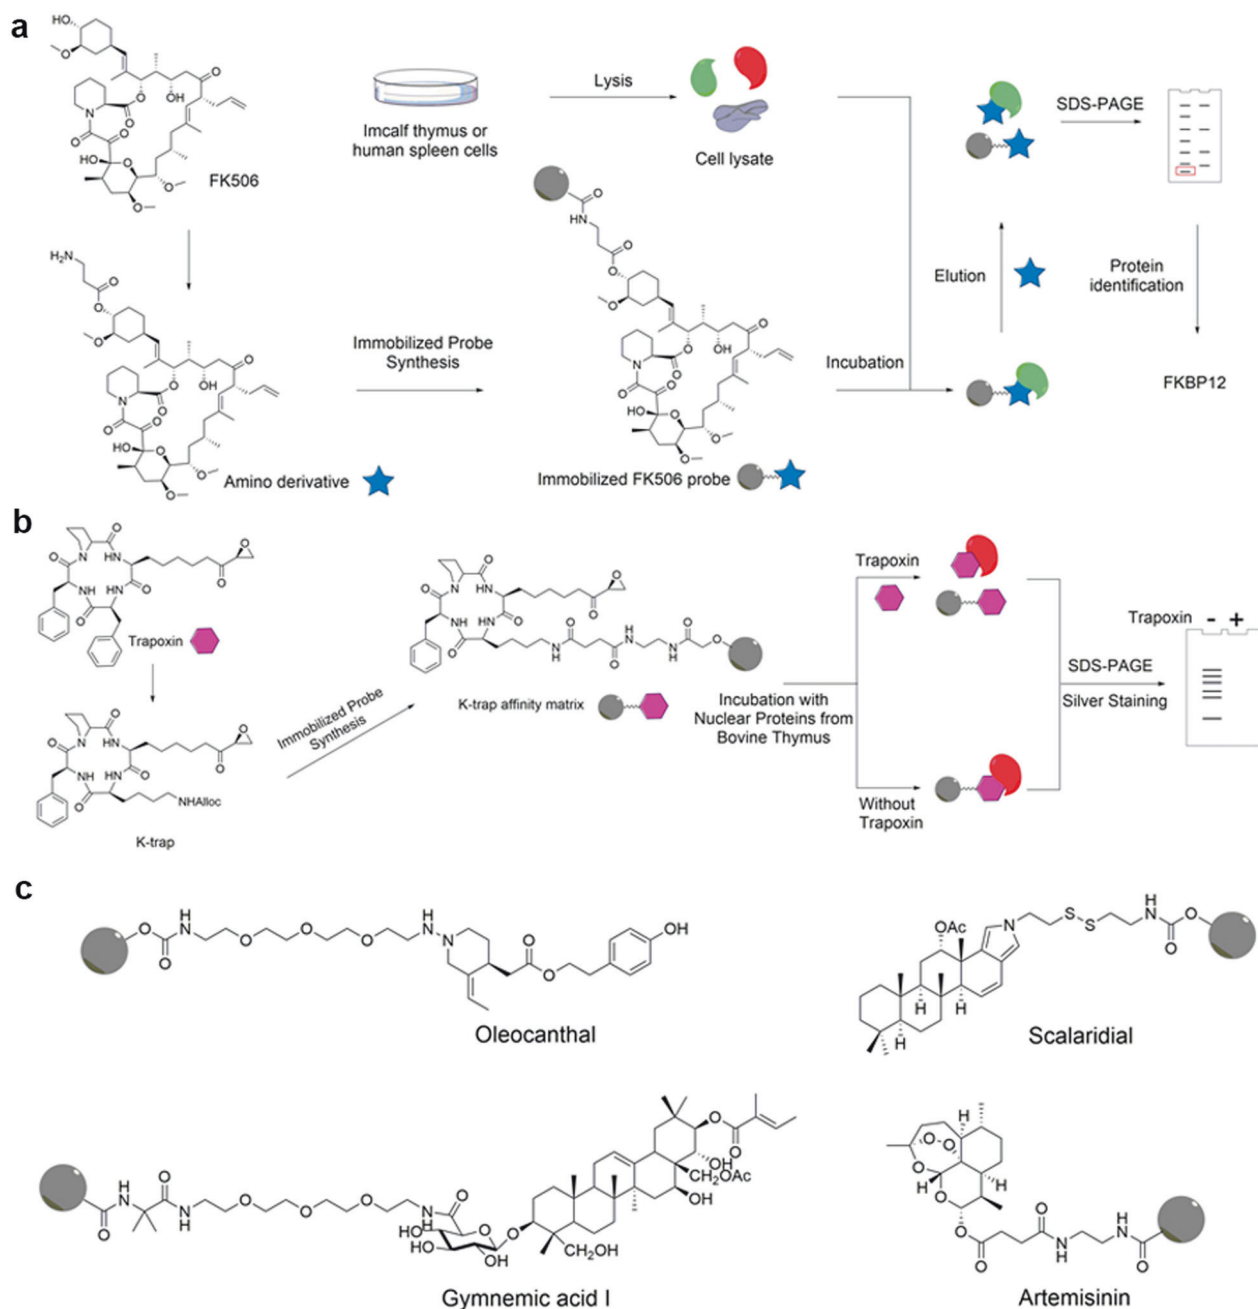 a
FK506
Imcalf thymus or
human spleen cells
Lysis
Cell lysate
SDS-PAGE
Elution
Protein
identification
FKBP12
Immobilized Probe
Synthesis
Incubation
Amino derivative
Immobilized FK506 probe
b
Trapoxin
K-trap
NHAlloc
Immobilized Probe
Synthesis
K-trap affinity matrix
Incubation with
Nuclear Proteins from
Bovine Thymus
Trapoxin
Without
Trapoxin
SDS-PAGE
Silver Staining
Trapoxin - +
c
Oleocanthal
Scalaridial
Gymnemic acid I
Artemisinin